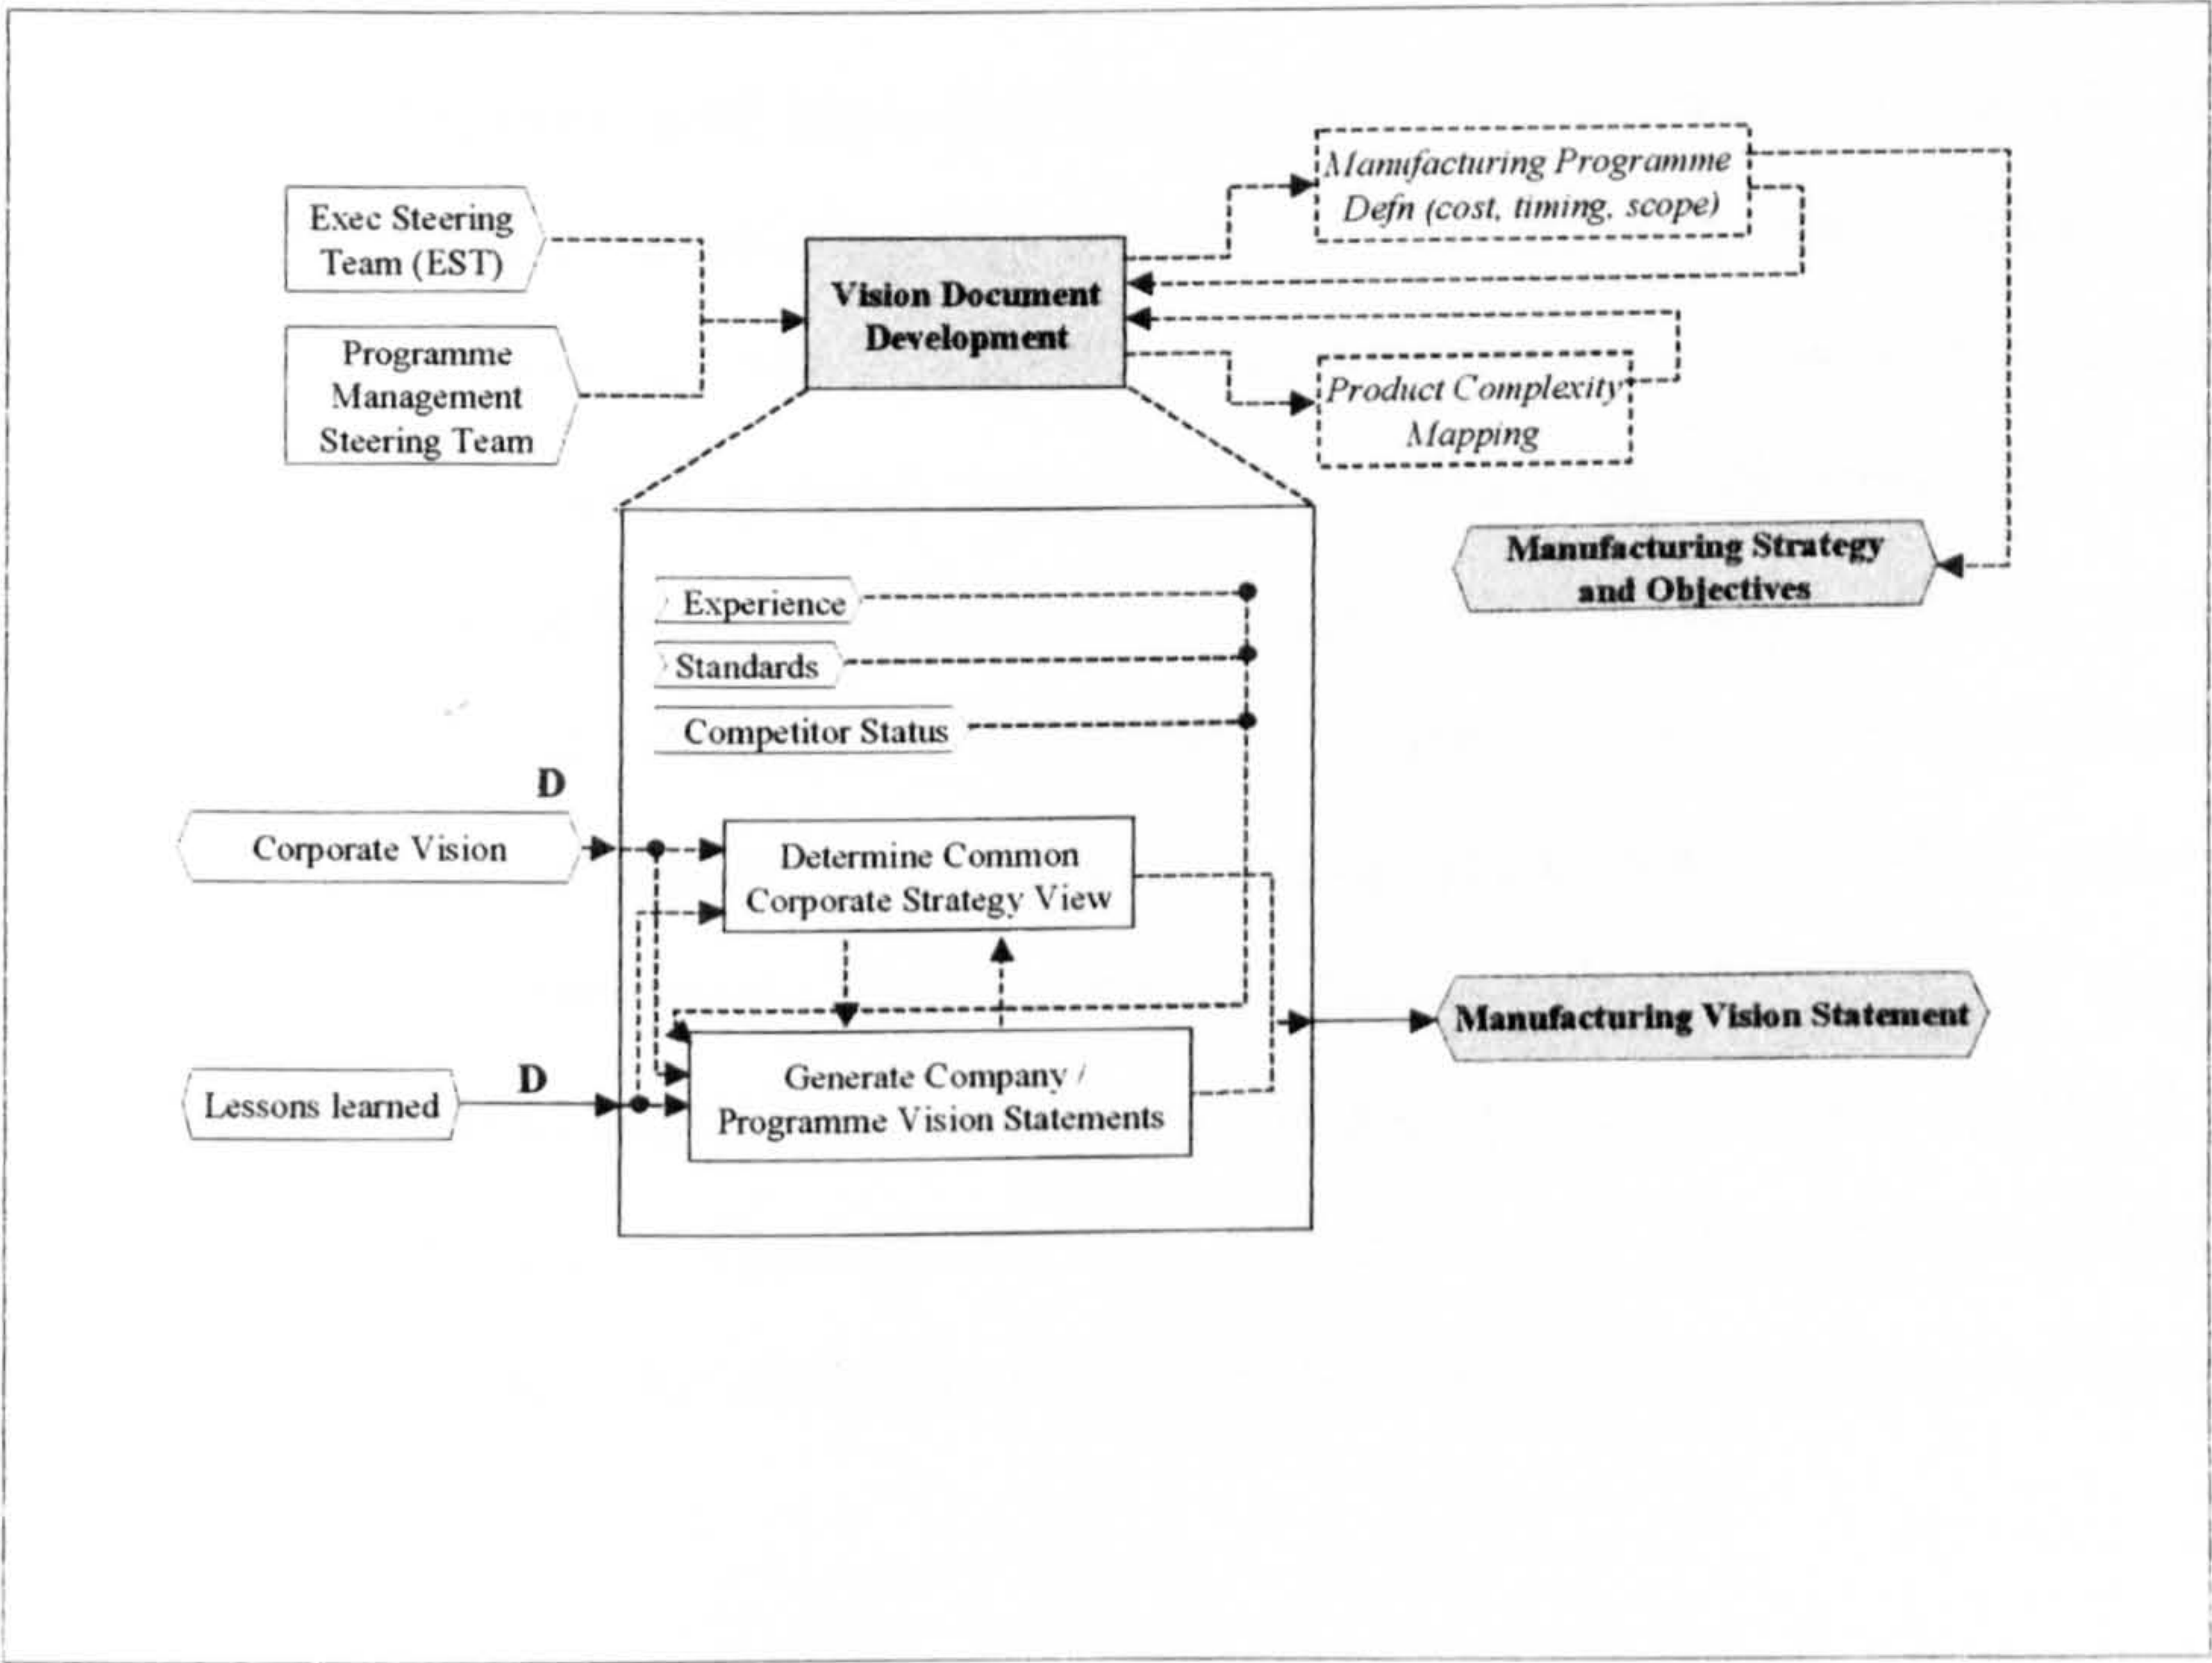 Exec Steering
Team (EST)
Programme
Management
Steering Team
Vision Document
Development
Manufacturing Programme
Defn (cost, timing, scope)
Product Complexity
Mapping
Manufacturing Strategy
and Objectives
Experience
Standards
Competitor Status
D
Corporate Vision
Determine Common
Corporate Strategy View
D
Lessons learned
Generate Company /
Programme Vision Statements
Manufacturing Vision Statement